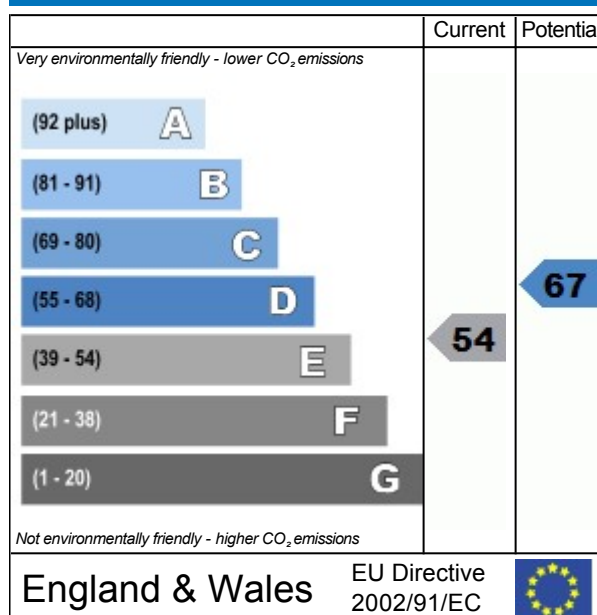 Current Potentia
Very environmentally friendly - lower CO₂ emissions
(92 plus) A
(81 - 91) B
(69 - 80) C
(55 - 68) D
67
(39 - 54) E
54
(21 - 38) F
(1 - 20) G
Not environmentally friendly - higher CO₂ emissions
England & Wales
EU Directive
2002/91/EC